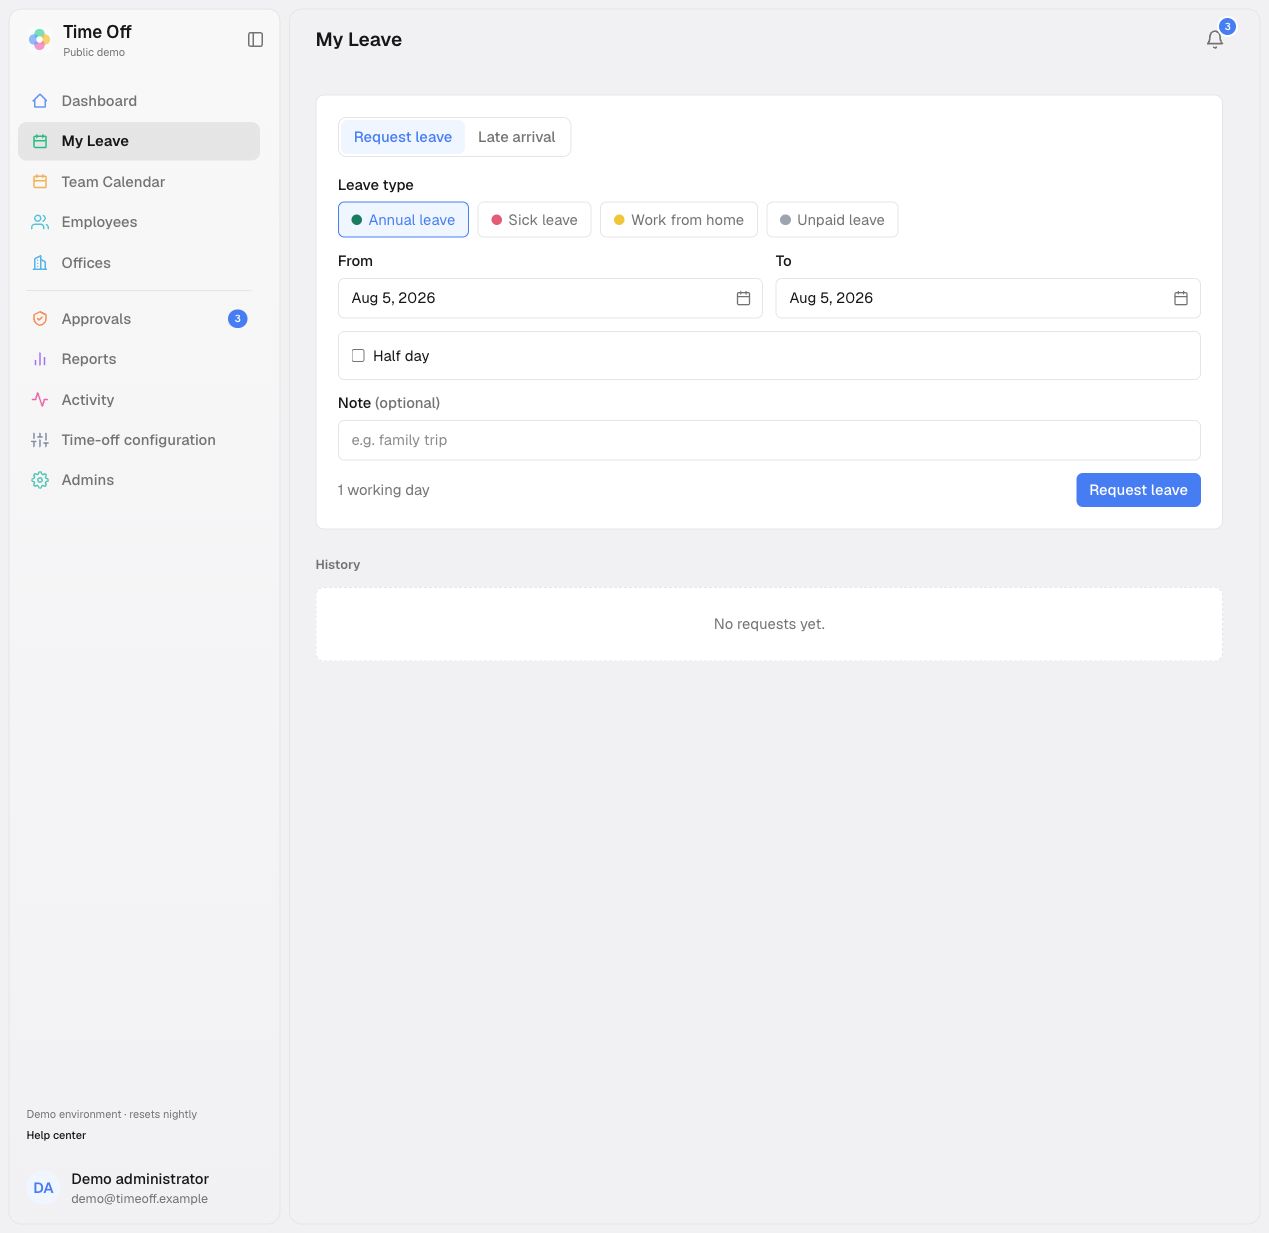 Time Off
Public demo
Dashboard
My Leave
Team Calendar
Employees
Offices
Approvals 3
Reports
Activity
Time-off configuration
Admins
Demo environment · resets nightly
Help center
DA
Demo administrator
demo@timeoff.example
My Leave
3
Request leave Late arrival
Leave type
Annual leave Sick leave Work from home Unpaid leave
From To
Aug 5, 2026 Aug 5, 2026
Half day
Note (optional)
e.g. family trip
1 working day Request leave
History
No requests yet.